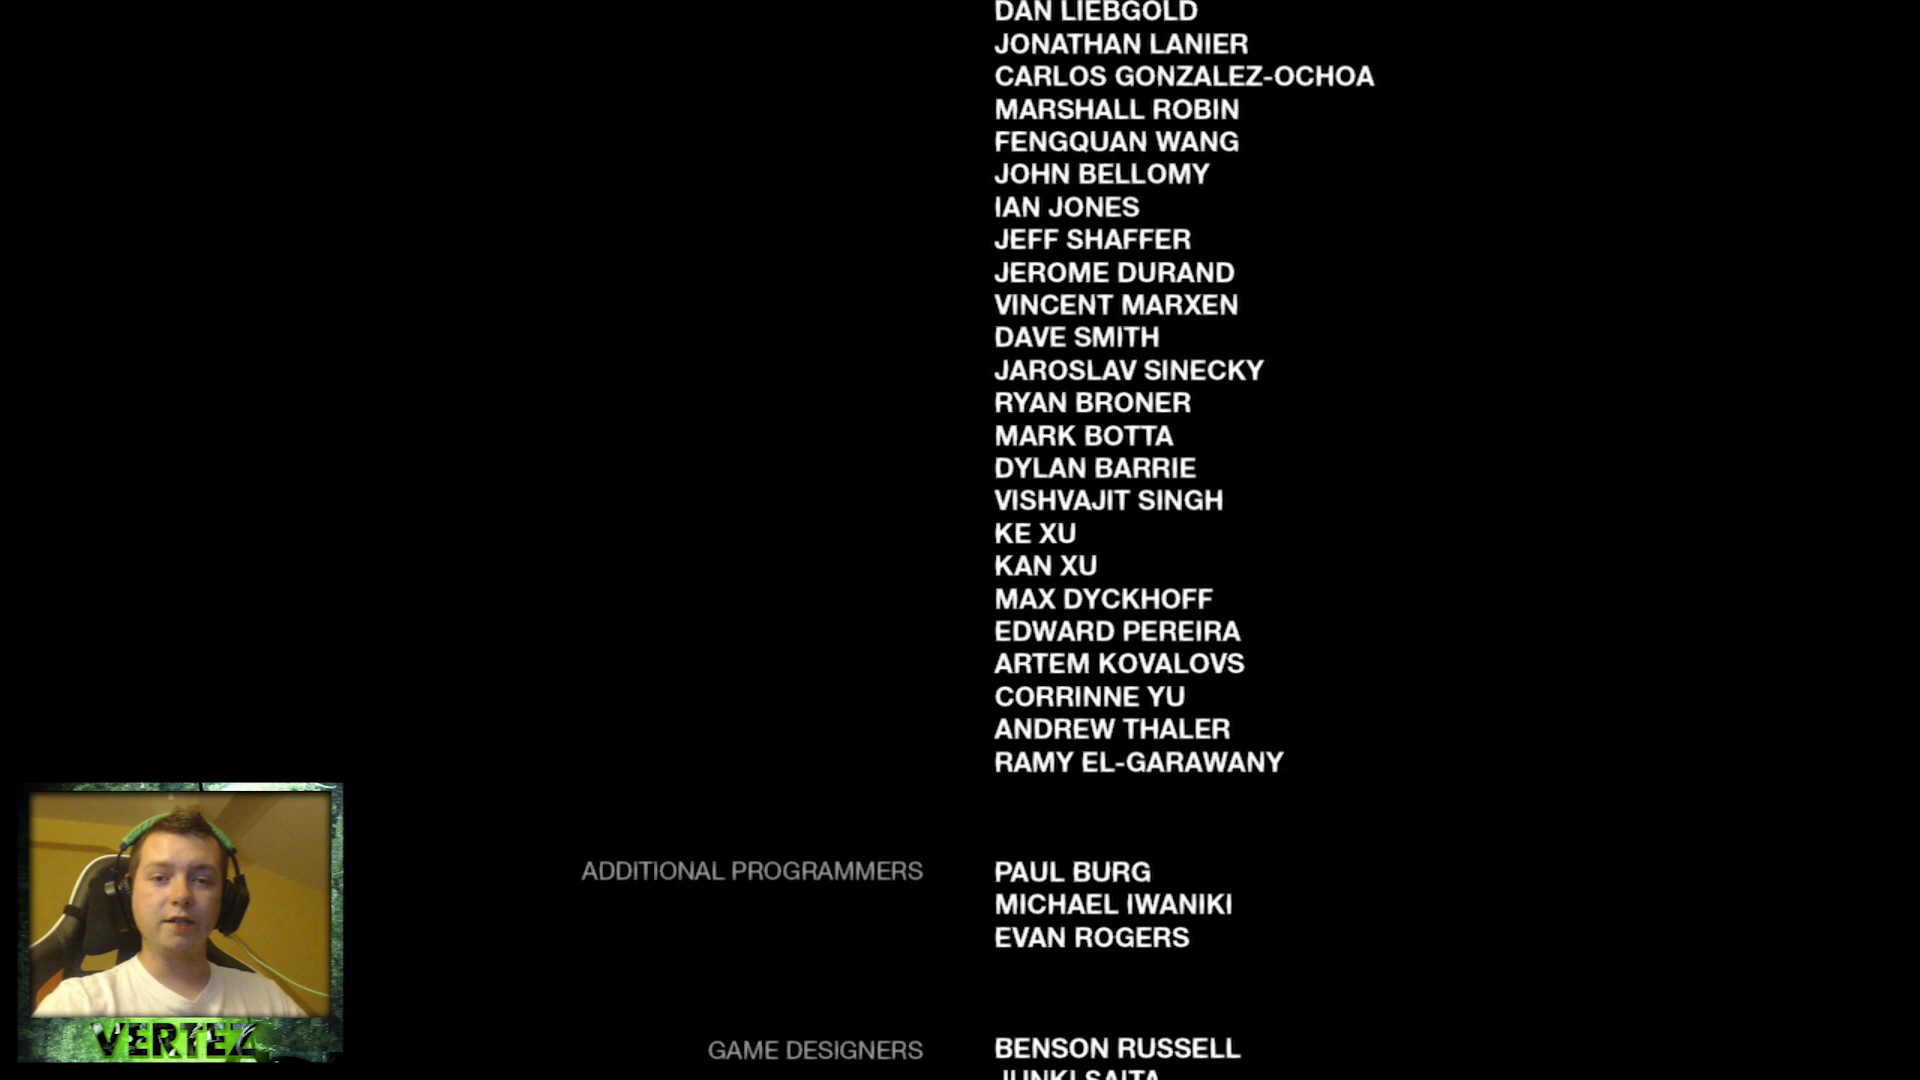 DAN LIEBGOLD
JONATHAN LANIER
CARLOS GONZALEZ-OCHOA
MARSHALL ROBIN
FENGQUAN WANG
JOHN BELLOMY
IAN JONES
JEFF SHAFFER
JEROME DURAND
VINCENT MARXEN
DAVE SMITH
JAROSLAV SINECKY
RYAN BRONER
MARK BOTTA
DYLAN BARRIE
VISHVAJIT SINGH
KE XU
KAN XU
MAX DYCKHOFF
EDWARD PEREIRA
ARTEM KOVALOVS
CORRINNE YU
ANDREW THALER
RAMY EL-GARAWANY
ADDITIONAL PROGRAMMERS PAUL BURG
MICHAEL IWANIKI
EVAN ROGERS
GAME DESIGNERS BENSON RUSSELL
JUNKI SAITA
VERTEZ